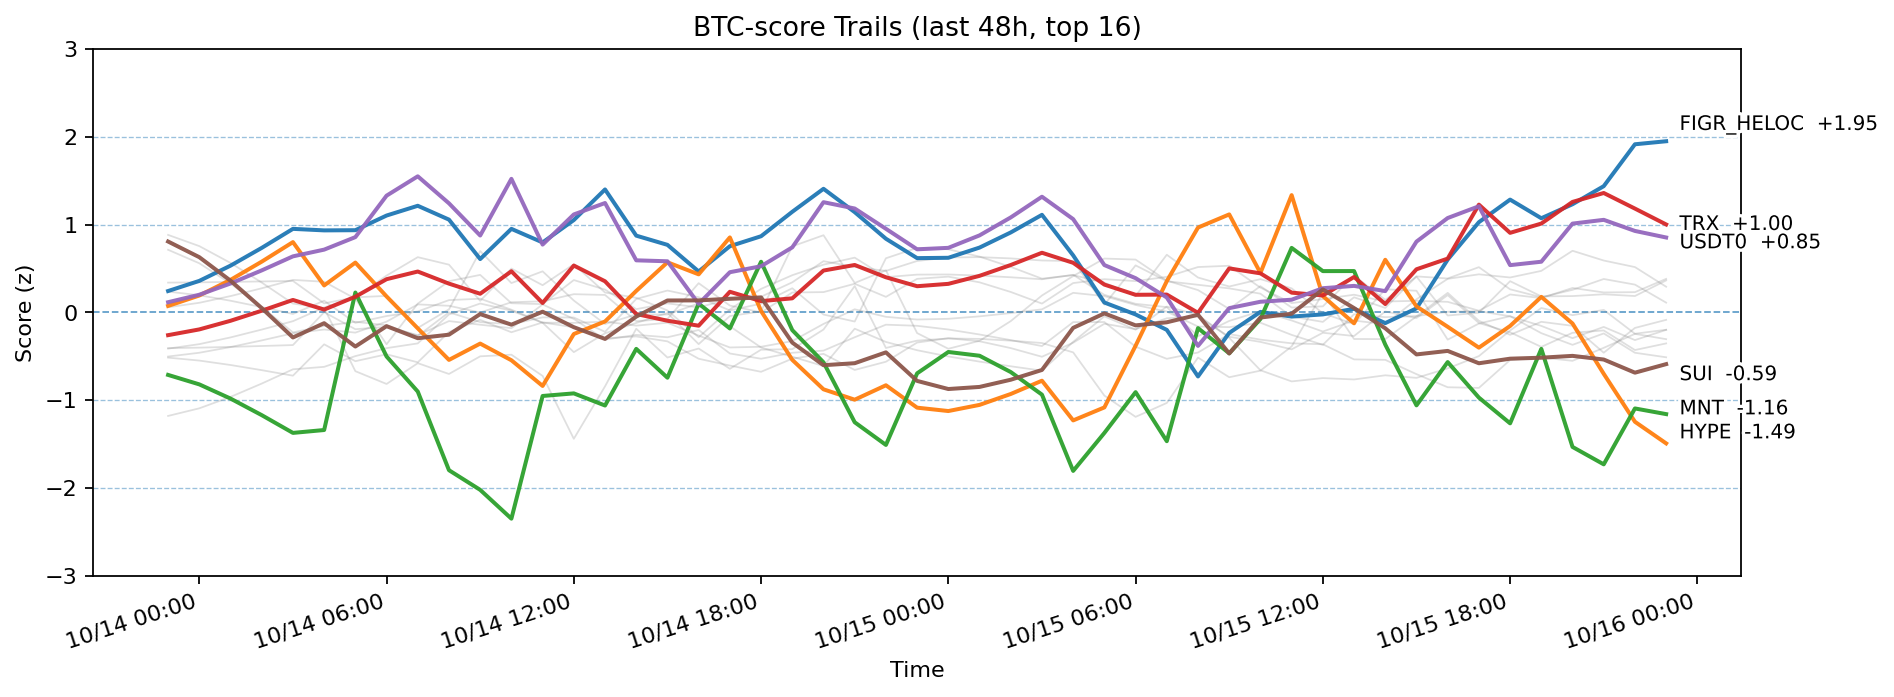 BTC-score Trails (last 48h, top 16)
Score (z)
3
2
1
0
−1
−2
−3
FIGR_HELOC +1.95
TRX +1.00
USDT0 +0.85
SUI -0.59
MNT -1.16
HYPE -1.49
10/14 00:00
10/14 06:00
10/14 12:00
10/14 18:00
10/15 00:00
10/15 06:00
10/15 12:00
10/15 18:00
10/16 00:00
Time